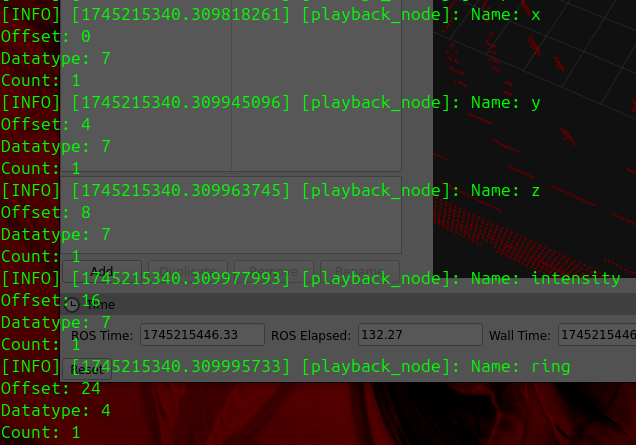 [INFO] [1745215340.309818261] [playback_node]: Name: x
Offset: 0
Datatype: 7
Count: 1
[INFO] [1745215340.309945096] [playback_node]: Name: y
Offset: 4
Datatype: 7
Count: 1
[INFO] [1745215340.309963745] [playback_node]: Name: z
Offset: 8
Datatype: 7
Count: 1
Add
[INFO] [1745215340.309977993] [playback_node]: Name: intensity
Offset: 16
Time
Datatype: 7
ROS Time: 1745215446.33 ROS Elapsed: 132.27 Wall Time: 1745215446
Count: 1
[INFO] [1745215340.309995733] [playback_node]: Name: ring
Reset
Offset: 24
Datatype: 4
Count: 1